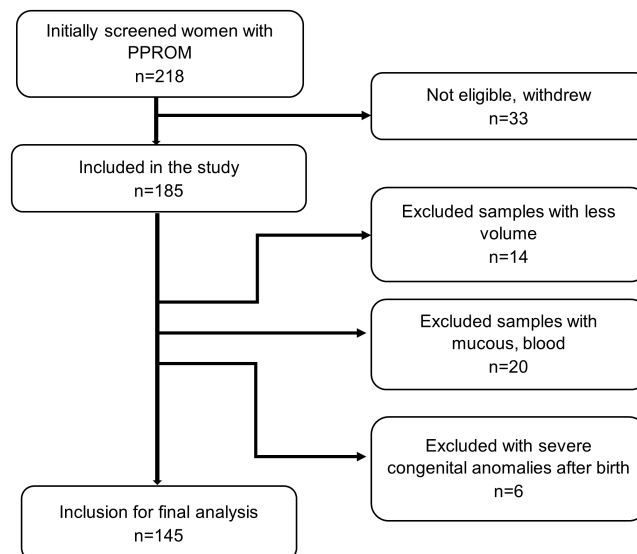 Initially screened women with
PPROM
n=218
Not eligible, withdrew
n=33
Included in the study
n=185
Excluded samples with less
volume
n=14
Excluded samples with
mucous, blood
n=20
Excluded with severe
congenital anomalies after birth
n=6
Inclusion for final analysis
n=145